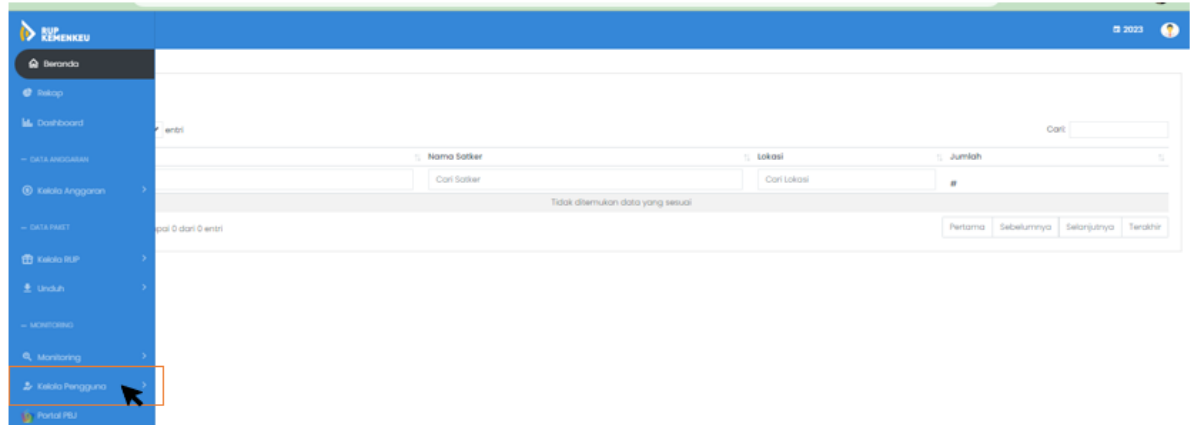 RUP
KEMENKEU
2023
Beranda
Rekap
Dashboard
entri
Cari:
DATA ANGGARAN
Nama Satker
Lokasi
Jumlah
Cari Satker
Cari Lokasi
#
Kelola Anggaran
Tidak ditemukan data yang sesuai
DATA PAKET
pai 0 dari 0 entri
Pertama Sebelumnya Selanjutnya Terakhir
Kelola RUP
Unduh
MONITORING
Monitoring
Kelola Pengguna
Portal PBJ